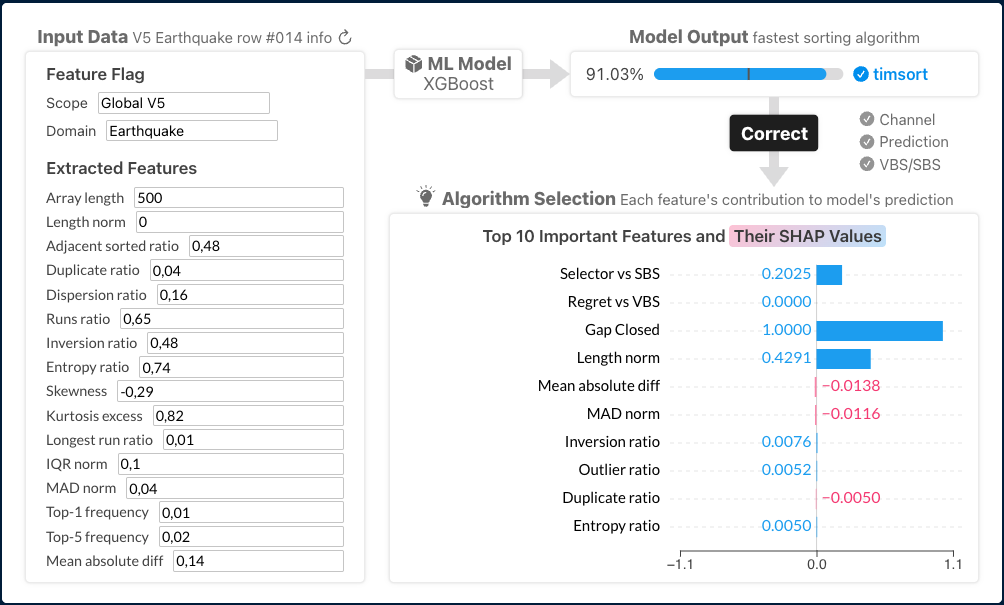 Input Data V5 Earthquake row #014 info
Feature Flag
Scope Global V5
Domain Earthquake
Extracted Features
Array length 500
Length norm 0
Adjacent sorted ratio 0,48
Duplicate ratio 0,04
Dispersion ratio 0,16
Runs ratio 0,65
Inversion ratio 0,48
Entropy ratio 0,74
Skewness -0,29
Kurtosis excess 0,82
Longest run ratio 0,01
IQR norm 0,1
MAD norm 0,04
Top-1 frequency 0,01
Top-5 frequency 0,02
Mean absolute diff 0,14
ML Model
XGBoost
Model Output fastest sorting algorithm
91.03% timsort
Correct
Channel
Prediction
VBS/SBS
Algorithm Selection Each feature's contribution to model's prediction
Top 10 Important Features and Their SHAP Values
Selector vs SBS 0.2025
Regret vs VBS 0.0000
Gap Closed 1.0000
Length norm 0.4291
Mean absolute diff −0.0138
MAD norm −0.0116
Inversion ratio 0.0076
Outlier ratio 0.0052
Duplicate ratio −0.0050
Entropy ratio 0.0050
−1.1 0.0 1.1